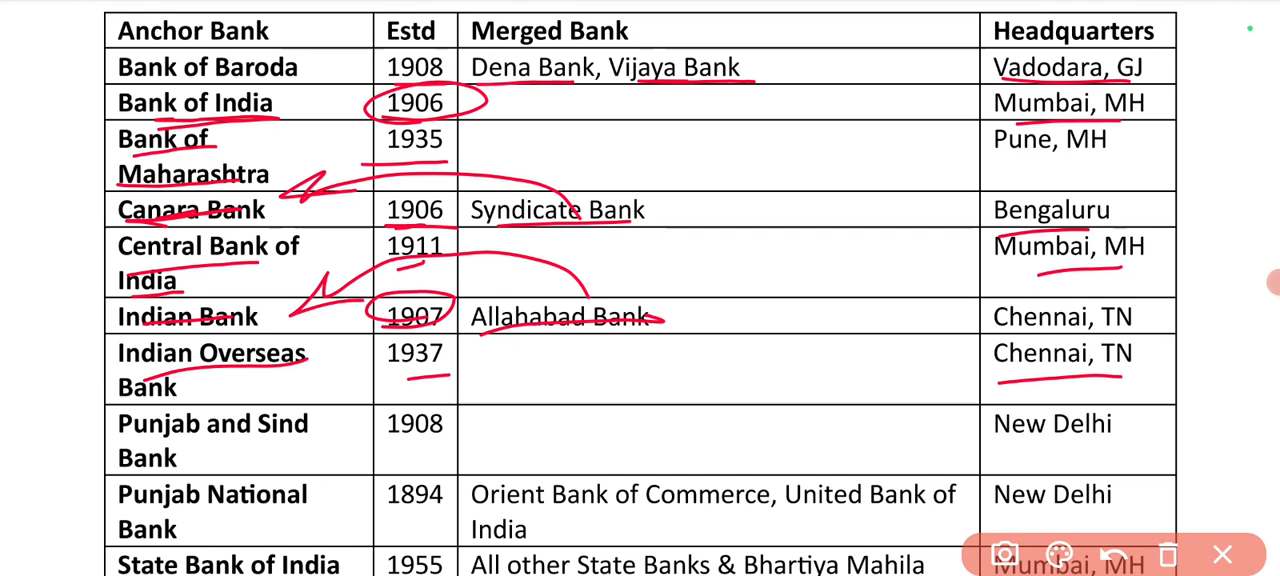 Anchor Bank Estd Merged Bank Headquarters
Bank of Baroda 1908 Dena Bank, Vijaya Bank Vadodara, GJ
Bank of India 1906 Mumbai, MH
Bank of 1935 Pune, MH
Maharashtra
Canara Bank 1906 Syndicate Bank Bengaluru
Central Bank of 1911 Mumbai, MH
India
Indian Bank 1907 Allahabad Bank Chennai, TN
Indian Overseas 1937 Chennai, TN
Bank
Punjab and Sind 1908 New Delhi
Bank
Punjab National 1894 Orient Bank of Commerce, United Bank of New Delhi
Bank India
State Bank of India 1955 All other State Banks & Bhartiya Mahila Mumbai, MH